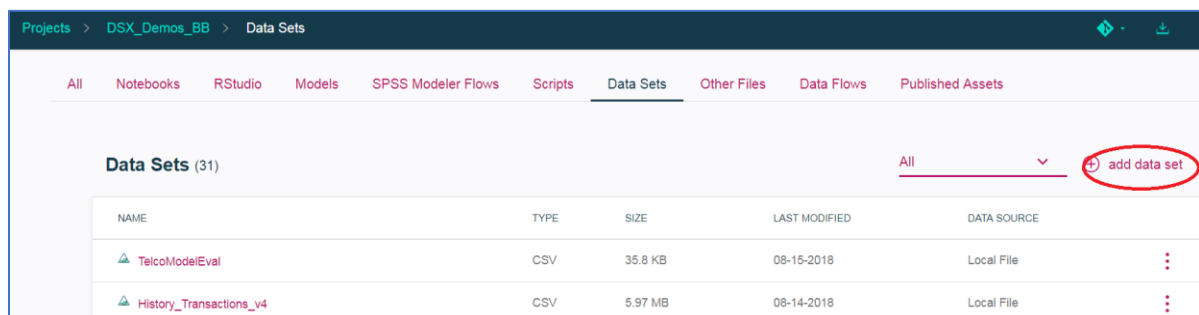 Projects > DSX_Demos_BB > Data Sets
All Notebooks RStudio Models SPSS Modeler Flows Scripts Data Sets Other Files Data Flows Published Assets
Data Sets (31) All add data set
NAME TYPE SIZE LAST MODIFIED DATA SOURCE
TelcoModelEval CSV 35.8 KB 08-15-2018 Local File
History_Transactions_v4 CSV 5.97 MB 08-14-2018 Local File